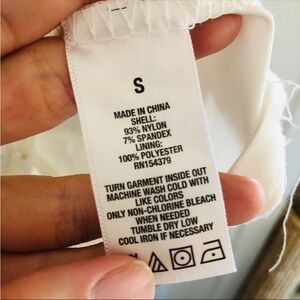 S
MADE IN CHINA
SHELL:
93% NYLON
7% SPANDEX
LINING:
100% POLYESTER
RN154379
TURN GARMENT INSIDE OUT
MACHINE WASH COLD WITH
LIKE COLORS
ONLY NON-CHLORINE BLEACH
WHEN NEEDED
TUMBLE DRY LOW
COOL IRON IF NECESSARY